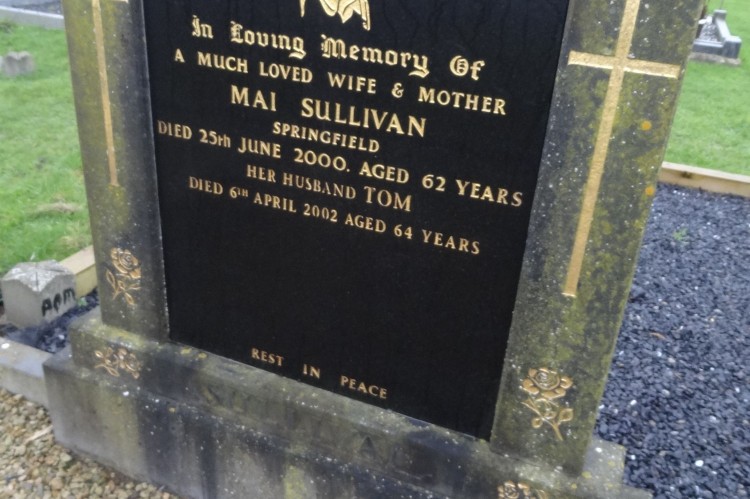 In Loving Memory Of
A MUCH LOVED WIFE & MOTHER
MAI SULLIVAN
SPRINGFIELD
DIED 25th JUNE 2000. AGED 62 YEARS
HER HUSBAND TOM
DIED 6TH APRIL 2002 AGED 64 YEARS
REST IN PEACE